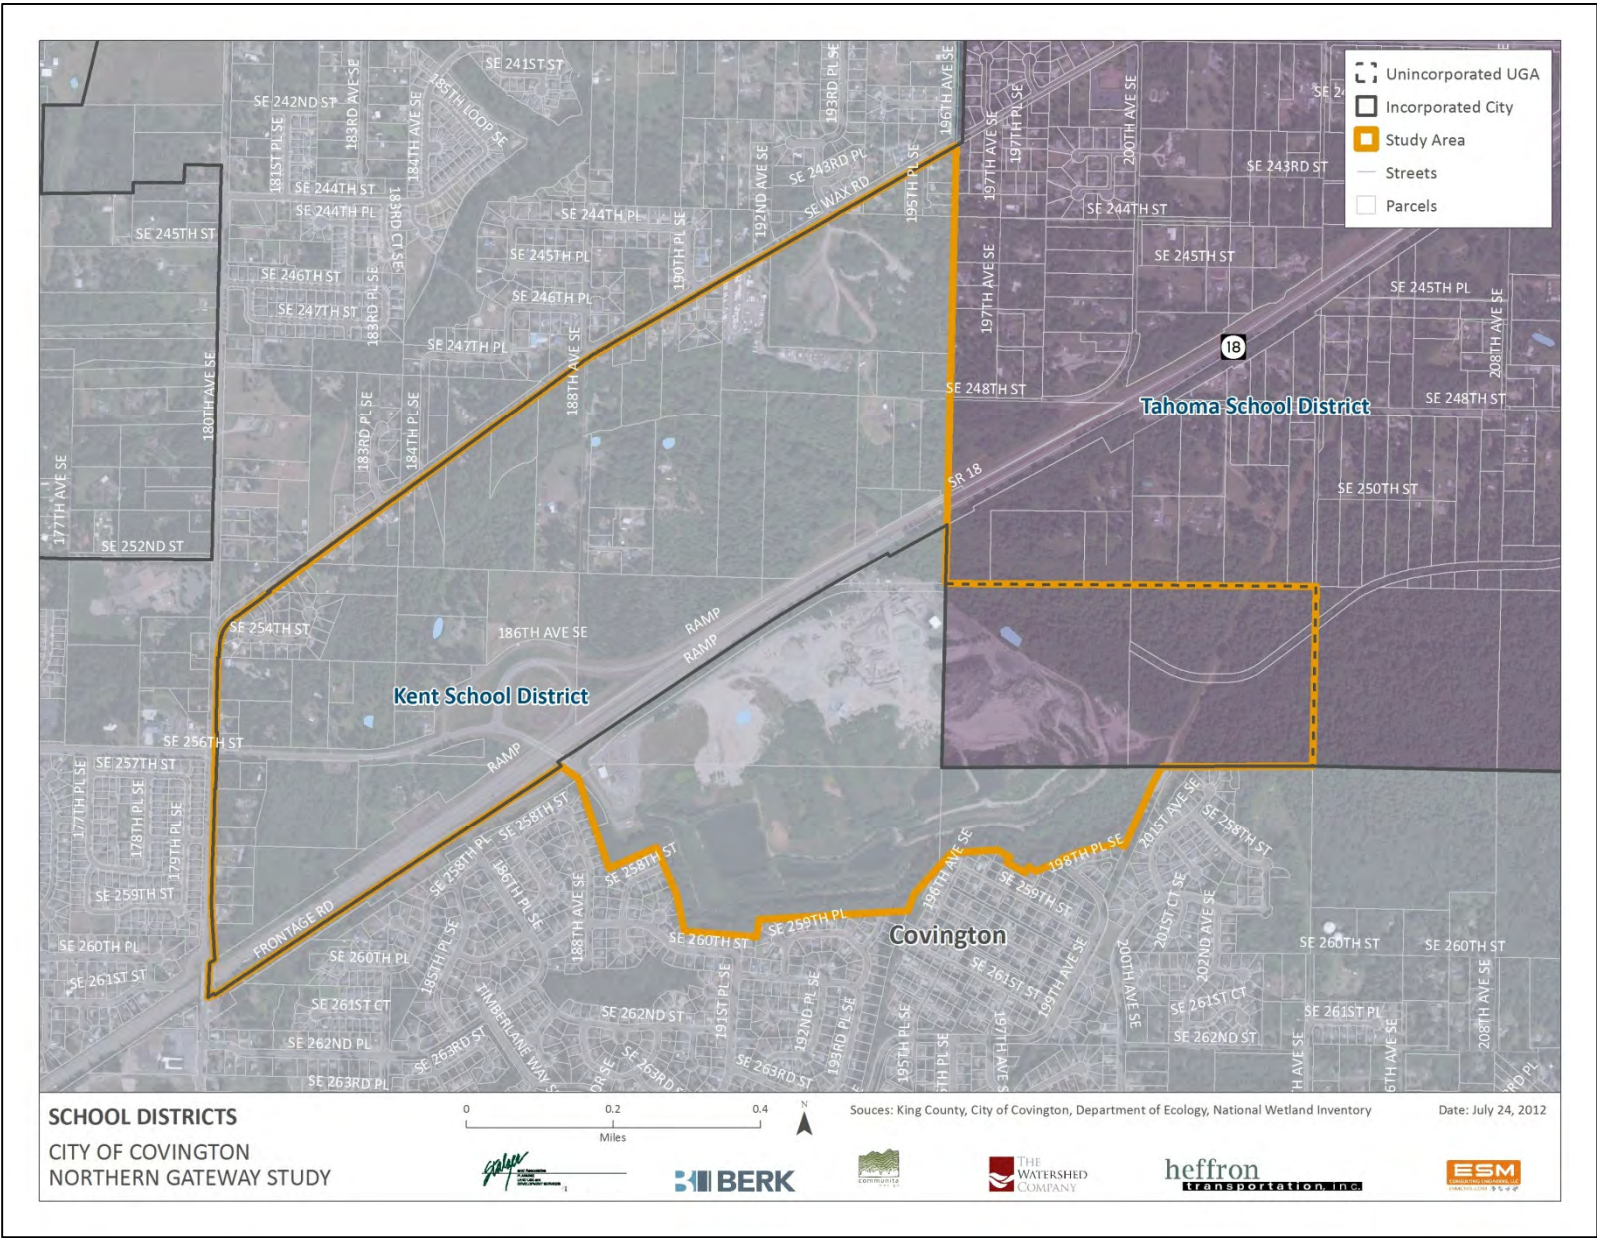 SE 241ST ST
185TH LOOP SE
SE 242ND ST
183RD AVE SE
184TH AVE SE
181ST PL SE
193RD PL SE
196TH AVE SE
197TH AVE SE
197TH PL SE
200TH AVE SE
Unincorporated UGA
Incorporated City
Study Area
Streets
Parcels
SE 243RD PL
SE 243RD ST
SE WAX RD
195TH PL SE
192ND AVE SE
SE 244TH ST
SE 244TH PL
183RD CT SE
SE 244TH PL
SE 244TH ST
SE 245TH ST
190TH PL SE
SE 245TH PL
SE 245TH ST
SE 246TH ST
SE 246TH PL
SE 245TH PL
183RD PL SE
SE 247TH ST
197TH AVE SE
208TH AVE SE
SE 247TH PL
18
188TH AVE SE
180TH AVE SE
SE 248TH ST
SE 248TH ST
Tahoma School District
183RD PL SE
184TH PL SE
SR 18
SE 250TH ST
177TH AVE SE
SE 252ND ST
SE 254TH ST
186TH AVE SE
RAMP
RAMP
Kent School District
SE 256TH ST
RAMP
SE 257TH ST
177TH PL SE
178TH PL SE
179TH PL SE
SE 258TH ST
201ST AVE SE
SE 258TH ST
SE 258TH PL
SE 258TH ST
198TH PL SE
196TH AVE SE
SE 259TH ST
186TH PL SE
188TH AVE SE
201ST CT SE
202ND AVE SE
SE 259TH ST
FRONTAGE RD
SE 259TH PL
SE 260TH ST
Covington
SE 260TH PL
185TH PL SE
SE 260TH PL
SE 260TH ST
SE 260TH ST
SE 261ST ST
SE 261ST ST
199TH AVE SE
200TH AVE SE
208TH AVE SE
191ST PL SE
192ND PL SE
193RD PL SE
SE 261ST CT
TIMBERLANE WAY S
SE 262ND ST
195TH PL SE
197TH AVE S
SE 261ST CT
SE 261ST PL
SE 262ND ST
SE 262ND PL
SE 263RD ST
SE 263RD S
SE 263RD ST
SE 263RD PL
SCHOOL DISTRICTS
CITY OF COVINGTON
NORTHERN GATEWAY STUDY
0 0.2 0.4
Miles
N
Souces: King County, City of Covington, Department of Ecology, National Wetland Inventory
Date: July 24, 2012
BERK
communita
THE
WATERSHED
COMPANY
heffron
transportation, inc.
ESM
CONSULTING ENGINEERS, LLC